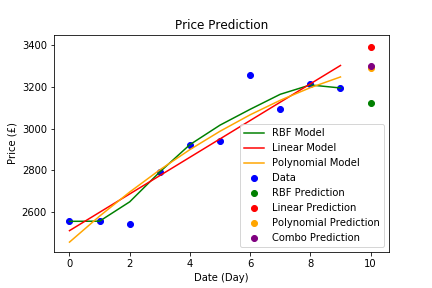 Price Prediction
3400
3200
3000
2800
2600
Price (£)
RBF Model
Linear Model
Polynomial Model
Data
RBF Prediction
Linear Prediction
Polynomial Prediction
Combo Prediction
0 2 4 6 8 10
Date (Day)